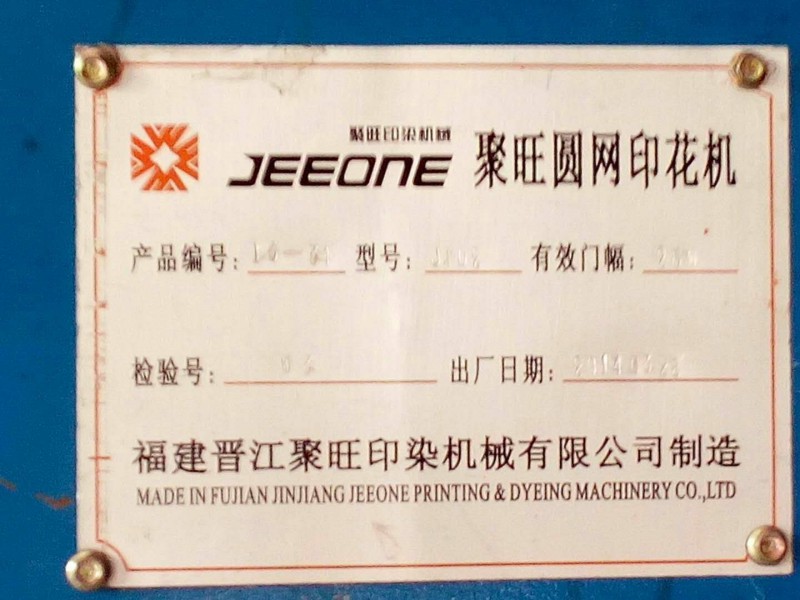 聚旺印染机械
JEEONE 聚旺圆网印花机
产品编号: 型号: 有效门幅:
检验号: 03 出厂日期:
福建晋江聚旺印染机械有限公司制造
MADE IN FUJIAN JINJIANG JEEONE PRINTING & DYEING MACHINERY CO.,LTD